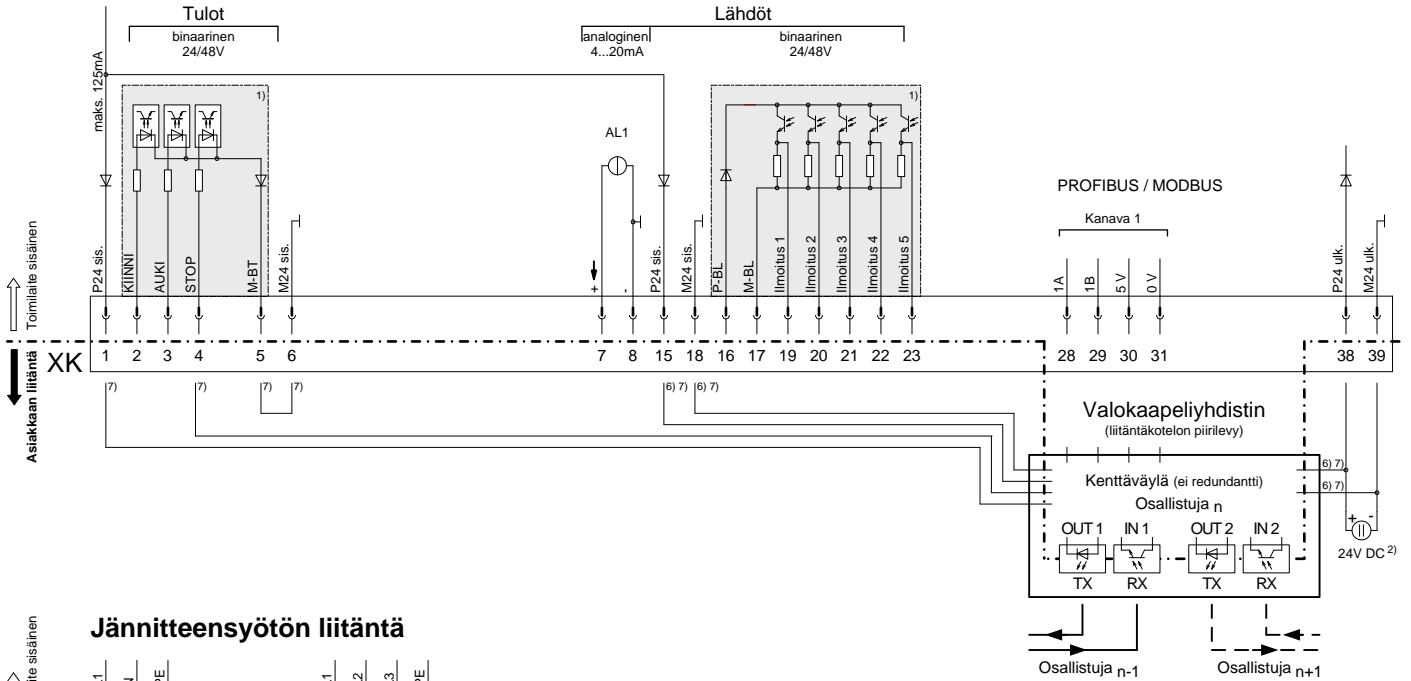 Tulot
binaarinen
24/48V
Lähdöt
analoginen
4...20mA
binaarinen
24/48V
maks. 125mA
1)
1)
AL1
PROFIBUS / MODBUS
Kanava 1
Toimilaite sisäinen
P24 sis.
KIINNI
AUKI
STOP
M-BT
M24 sis.
+
-
P24 sis.
M24 sis.
P-BL
M-BL
Ilmoitus 1
Ilmoitus 2
Ilmoitus 3
Ilmoitus 4
Ilmoitus 5
1A
1B
5 V
0 V
P24 ulk.
M24 ulk.
Asiakkaan liitäntä
XK
1 2 3 4 5 6 7 8 15 18 16 17 19 20 21 22 23 28 29 30 31 38 39
7) 7) 7) 7) 6) 7) 6) 7)
Valokaapeliyhdistin
(liitäntäkotelon piirilevy)
6) 7)
Kenttäväylä (ei redundantti)
6) 7)
Osallistuja n
OUT 1 IN 1 OUT 2 IN 2
+ -
24V DC 2)
TX RX TX RX
Osallistuja n-1 Osallistuja n+1
Jännitteensyötön liitäntä
ite sisäinen
N
PE
PE